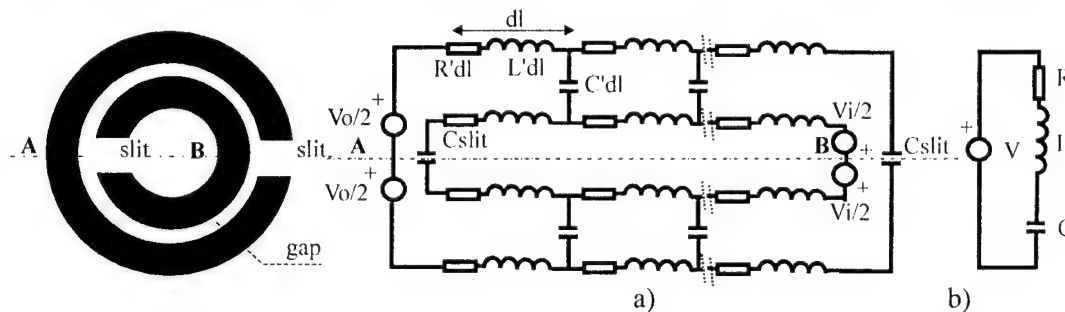 A
slit
B
slit
gap
dl
R'dl
L'dl
C'dl
Vo/2
+
Vo/2
+
Cslit
A
B
Vi/2
+
+
Vi/2
Cslit
a)
+
V
b)